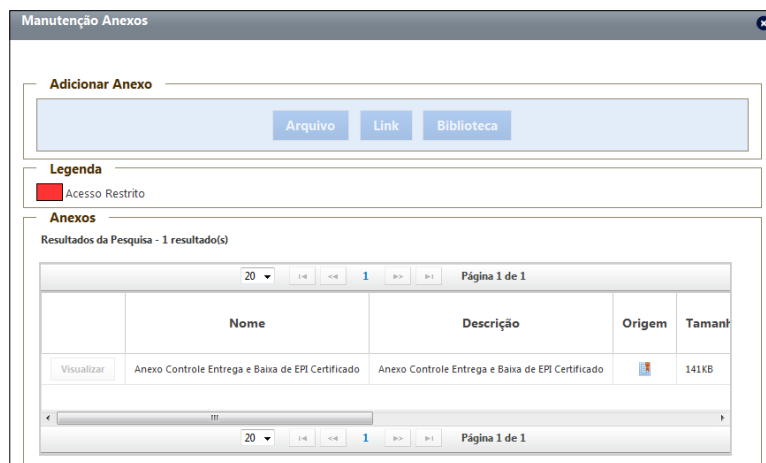 Manutenção Anexos
Adicionar Anexo
Arquivo Link Biblioteca
Legenda
Acesso Restrito
Anexos
Resultados da Pesquisa - 1 resultado(s)
20 1 Página 1 de 1
Nome Descrição Origem Tamanh
Visualizar Anexo Controle Entrega e Baixa de EPI Certificado Anexo Controle Entrega e Baixa de EPI Certificado 141KB
20 1 Página 1 de 1